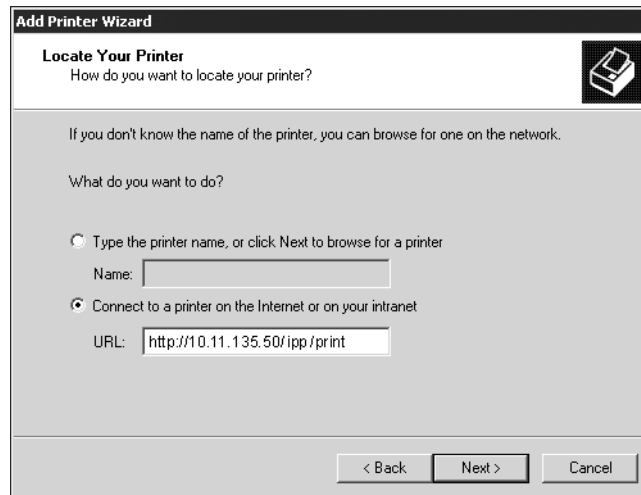 Add Printer Wizard
Locate Your Printer
How do you want to locate your printer?
If you don't know the name of the printer, you can browse for one on the network.
What do you want to do?
Type the printer name, or click Next to browse for a printer
Name:
Connect to a printer on the Internet or on your intranet
URL: http://10.11.135.50/ipp/print
< Back Next > Cancel